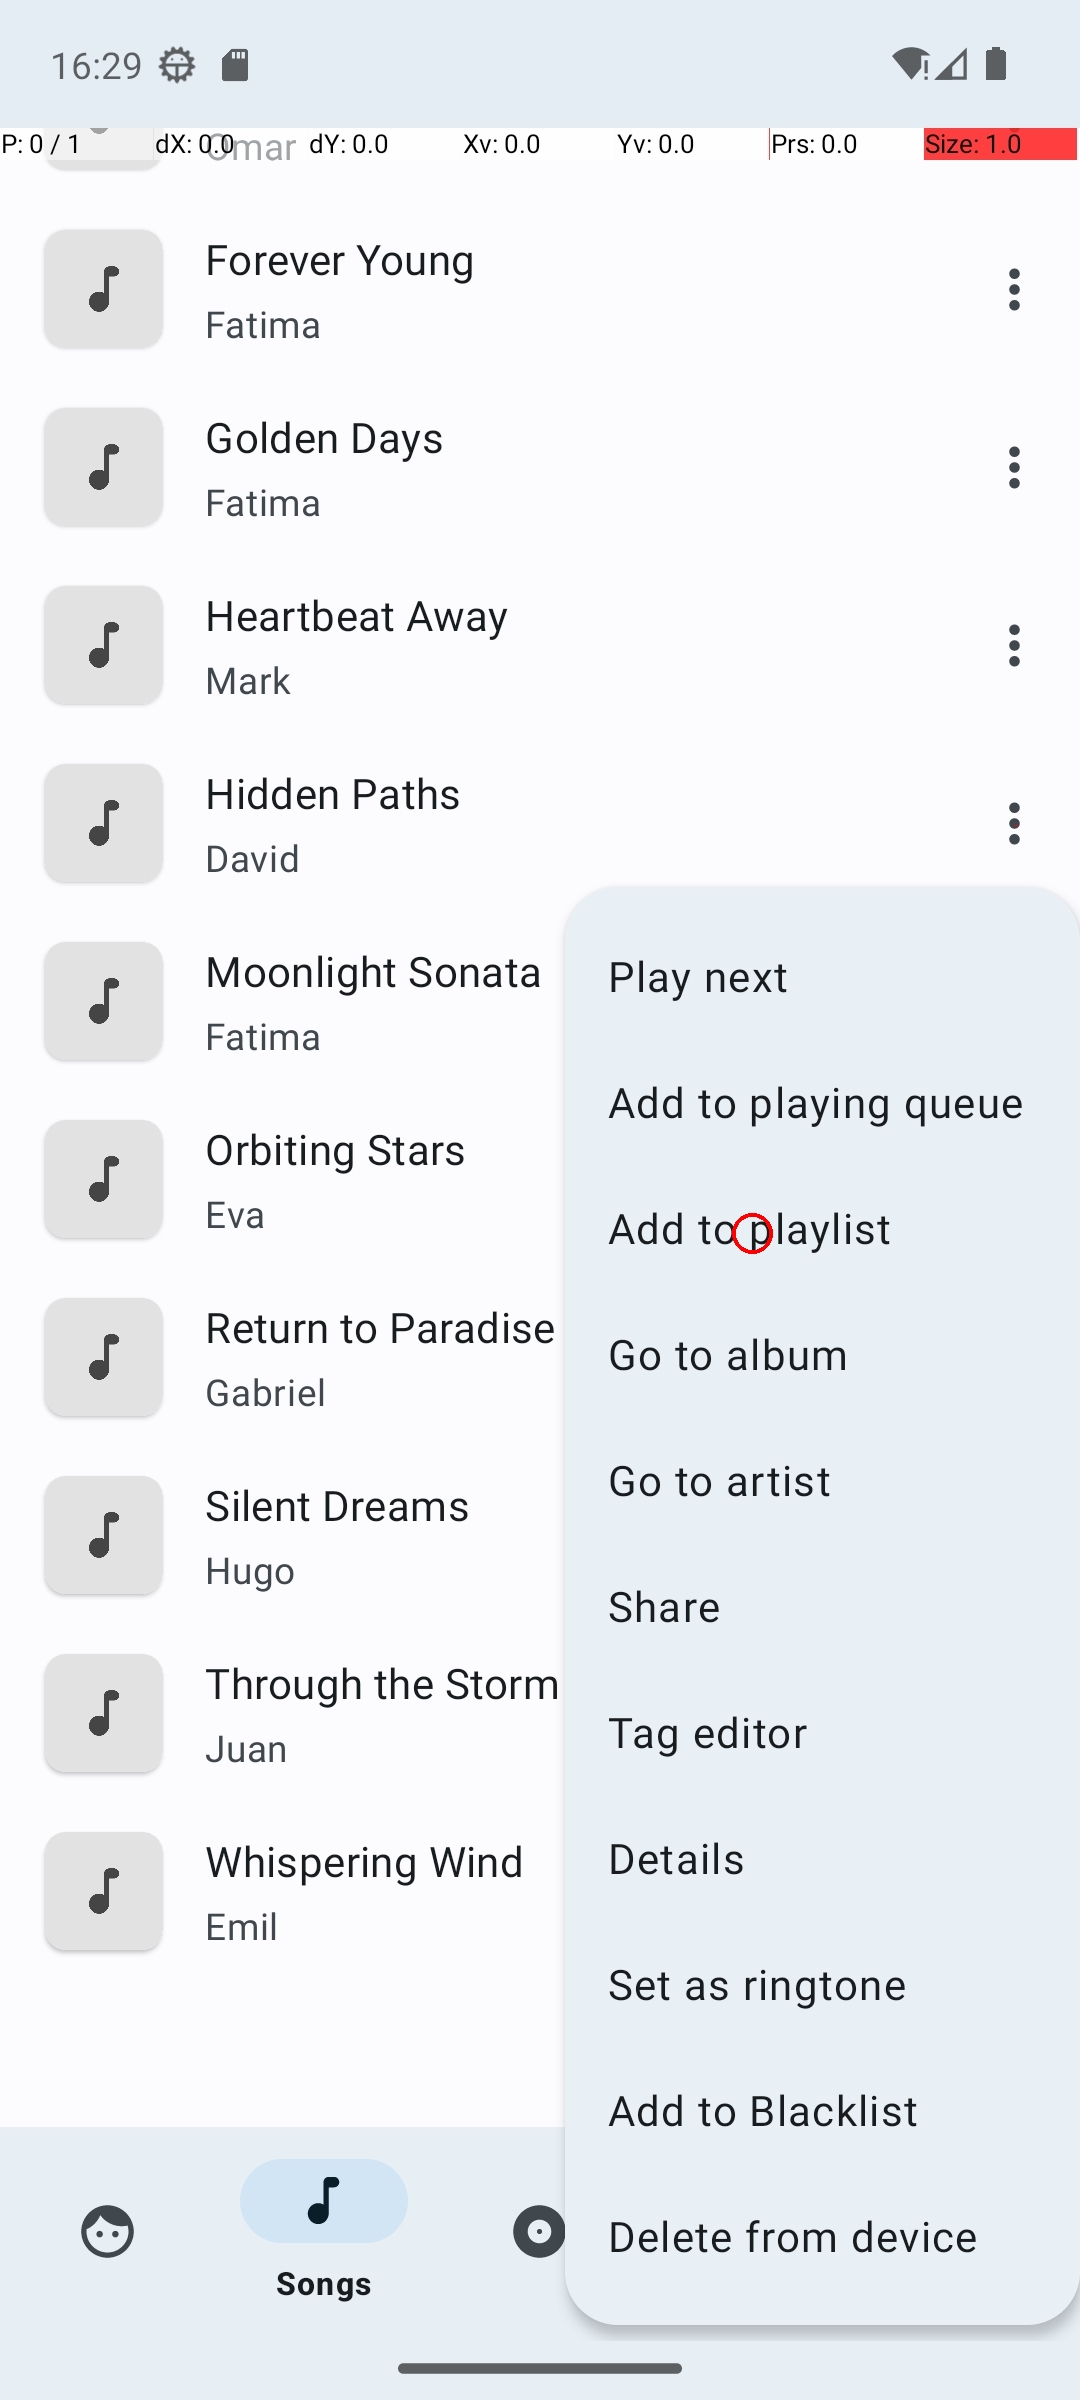 16:29
P: 0 / 1 dX: 0.0 dY: 0.0 Xv: 0.0 Yv: 0.0 Prs: 0.0 Size: 1.0
Omar
Forever Young
Fatima
Golden Days
Fatima
Heartbeat Away
Mark
Hidden Paths
David
Moonlight Sonata
Fatima
Orbiting Stars
Eva
Return to Paradise
Gabriel
Silent Dreams
Hugo
Through the Storm
Juan
Whispering Wind
Emil
Play next
Add to playing queue
Add to playlist
Go to album
Go to artist
Share
Tag editor
Details
Set as ringtone
Add to Blacklist
Delete from device
Songs